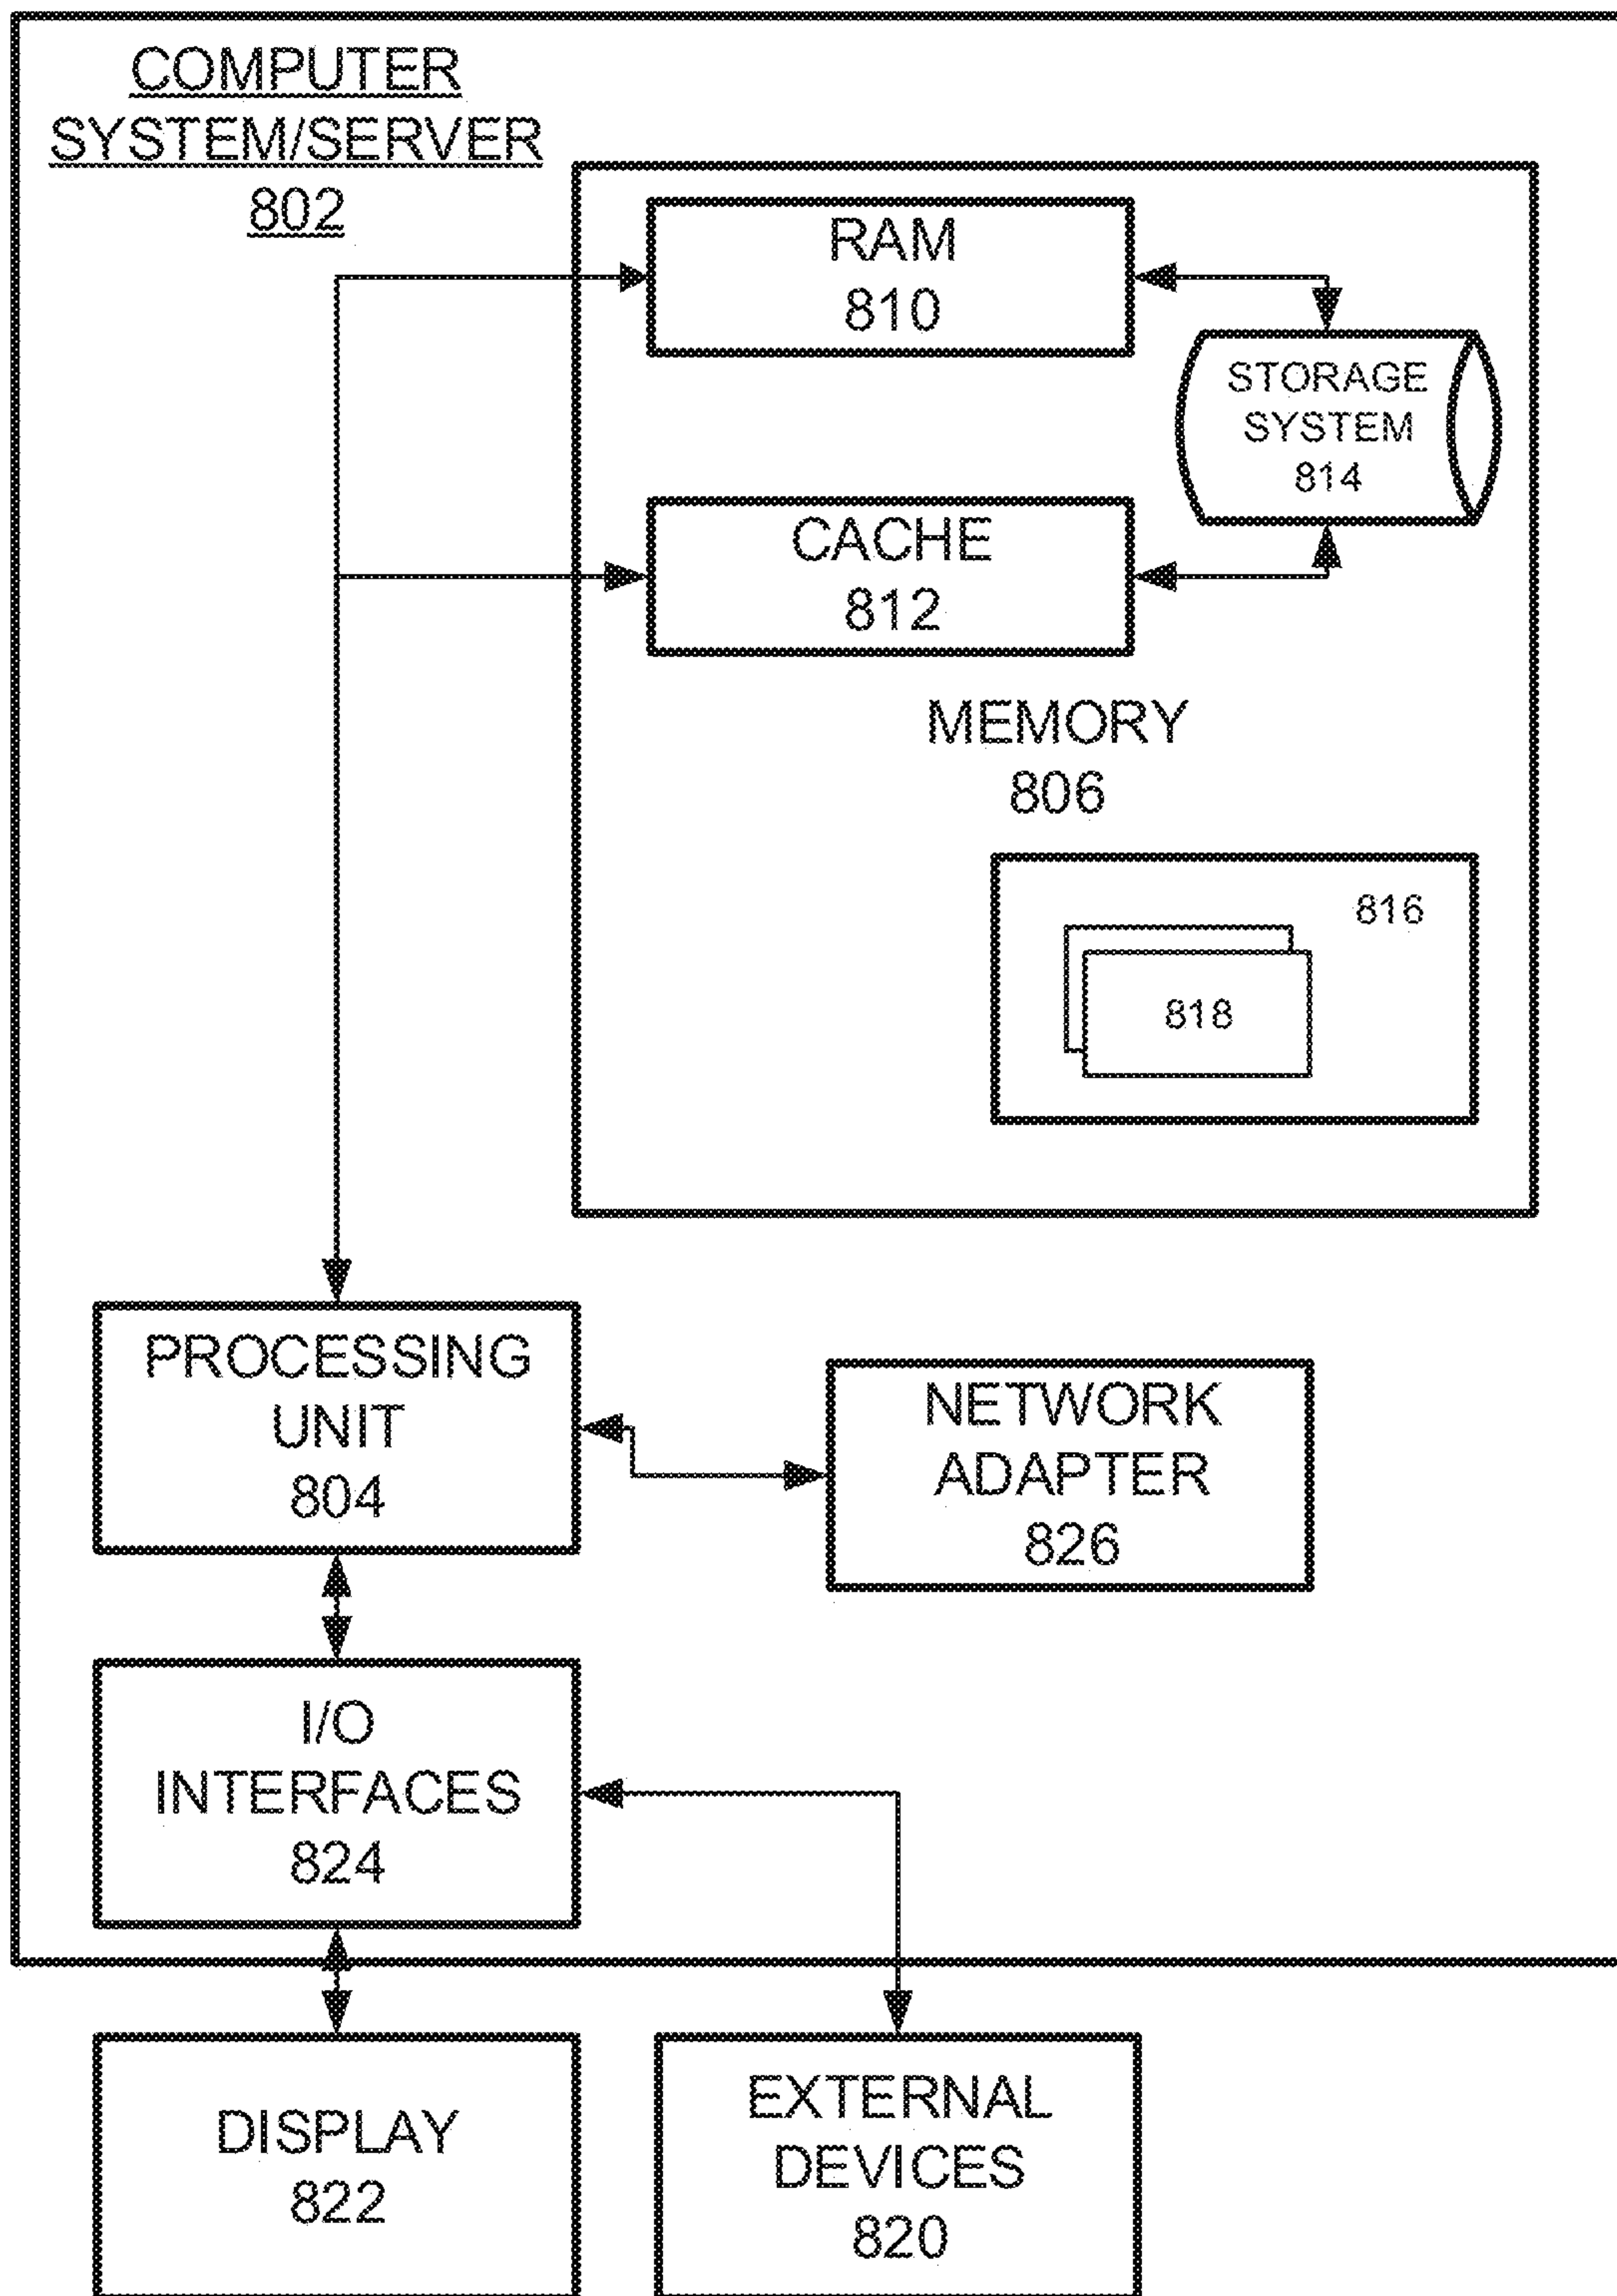 COMPUTER
SYSTEM/SERVER
802
RAM
810
STORAGE
SYSTEM
814
CACHE
812
MEMORY
806
816
818
PROCESSING
UNIT
804
NETWORK
ADAPTER
826
I/O
INTERFACES
824
DISPLAY
822
EXTERNAL
DEVICES
820